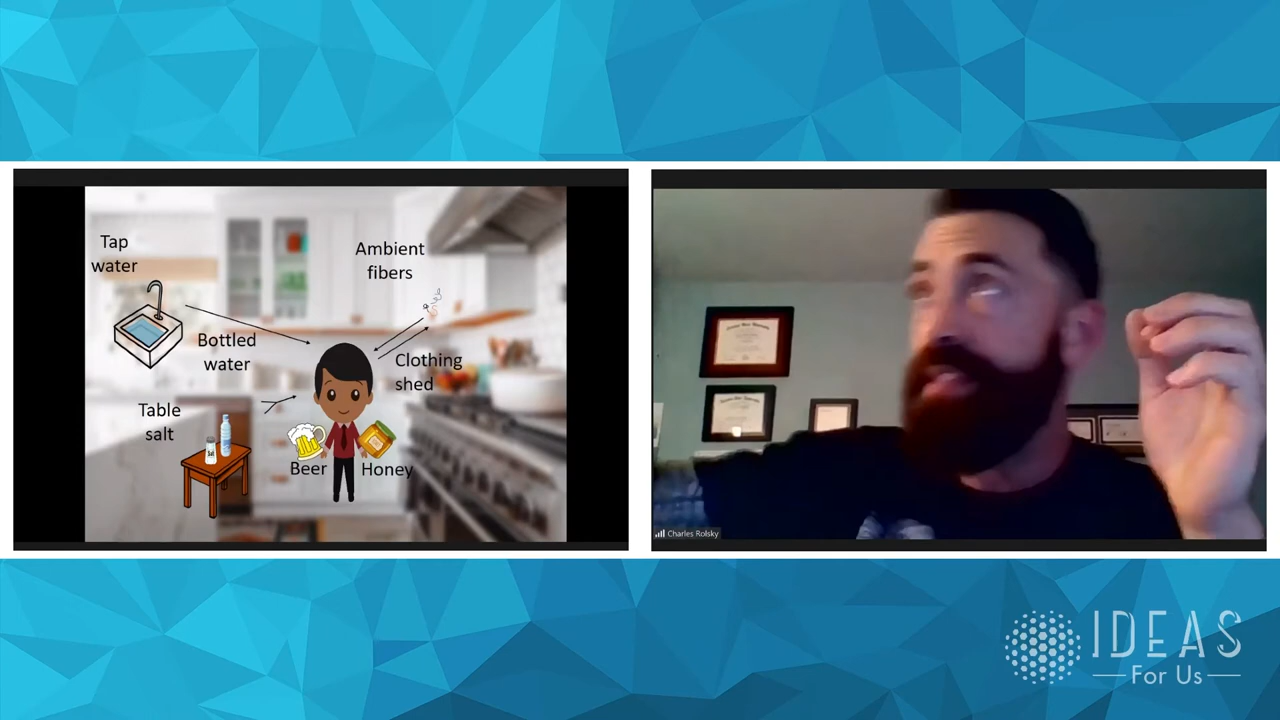 Tap
water
Ambient
fibers
Bottled
water
Clothing
shed
Table
salt
Beer
Honey
Charles Rolsky
IDEAS
For Us